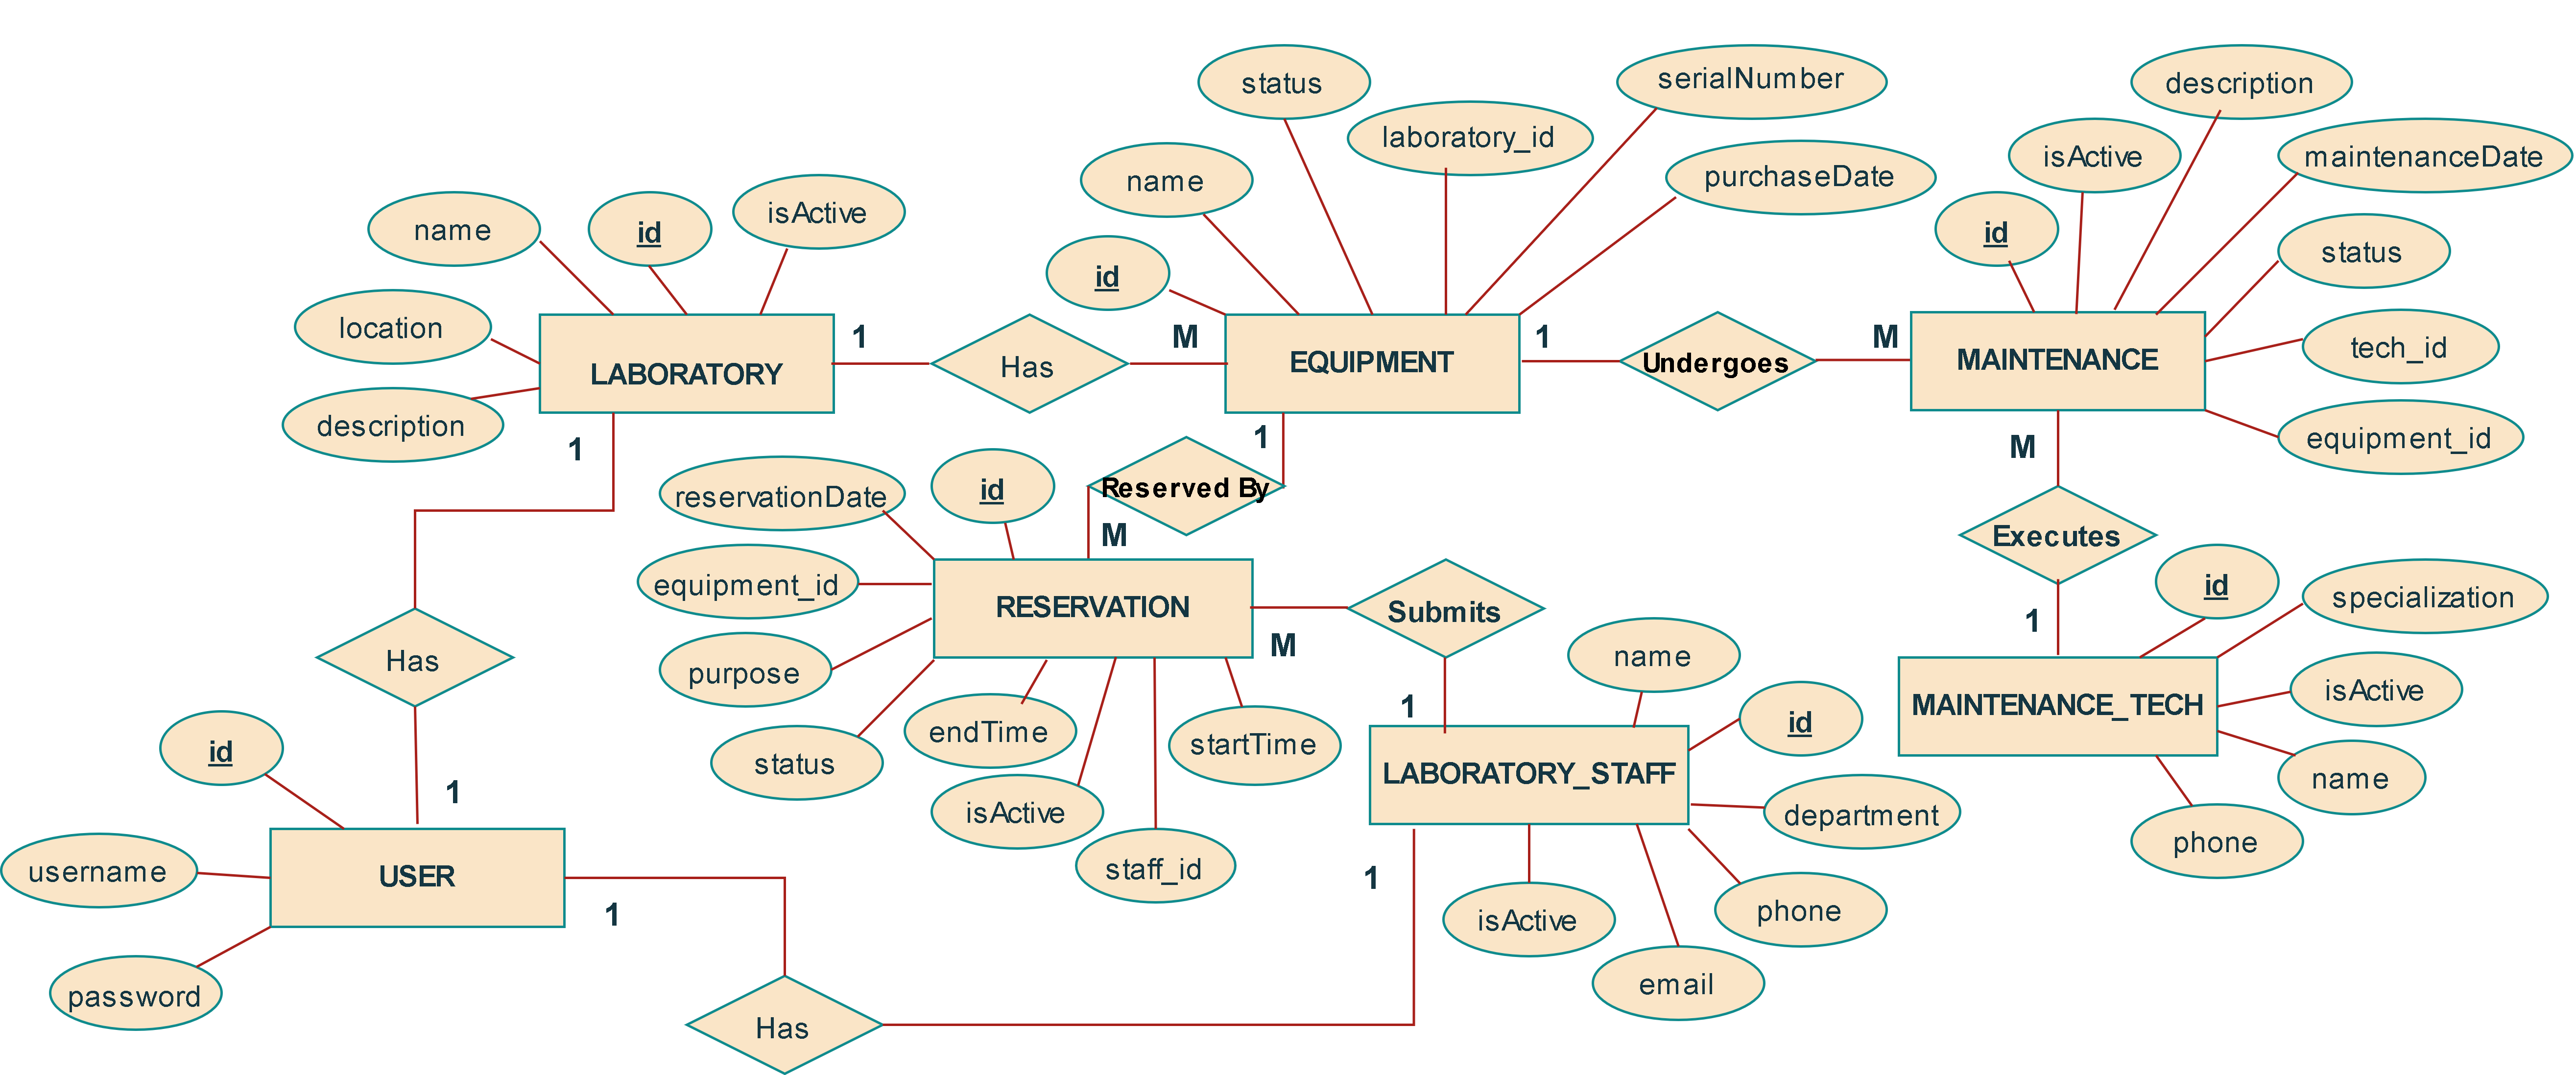 status
serialNumber
description
laboratory_id
isActive
maintenanceDate
name
purchaseDate
name
id
isActive
id
status
id
location
1
M
1
M
tech_id
LABORATORY
Has
EQUIPMENT
Undergoes
MAINTENANCE
description
1
1
M
equipment_id
reservationDate
id
Reserved By
M
Executes
equipment_id
RESERVATION
Submits
id
specialization
M
1
Has
purpose
name
isActive
1
MAINTENANCE_TECH
id
status
endTime
startTime
id
name
LABORATORY_STAFF
1
isActive
department
phone
username
USER
staff_id
1
1
isActive
phone
password
email
Has